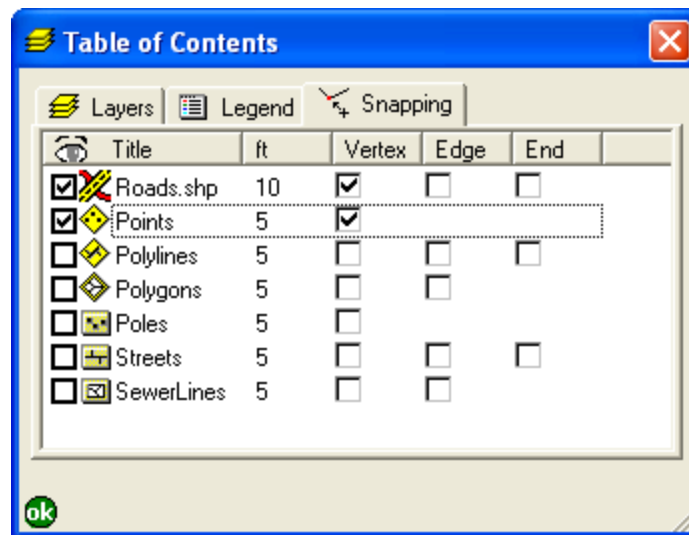 Table of Contents
Layers Legend Snapping
Title ft Vertex Edge End
Roads.shp 10
Points 5
Polylines 5
Polygons 5
Poles 5
Streets 5
SewerLines 5
ok